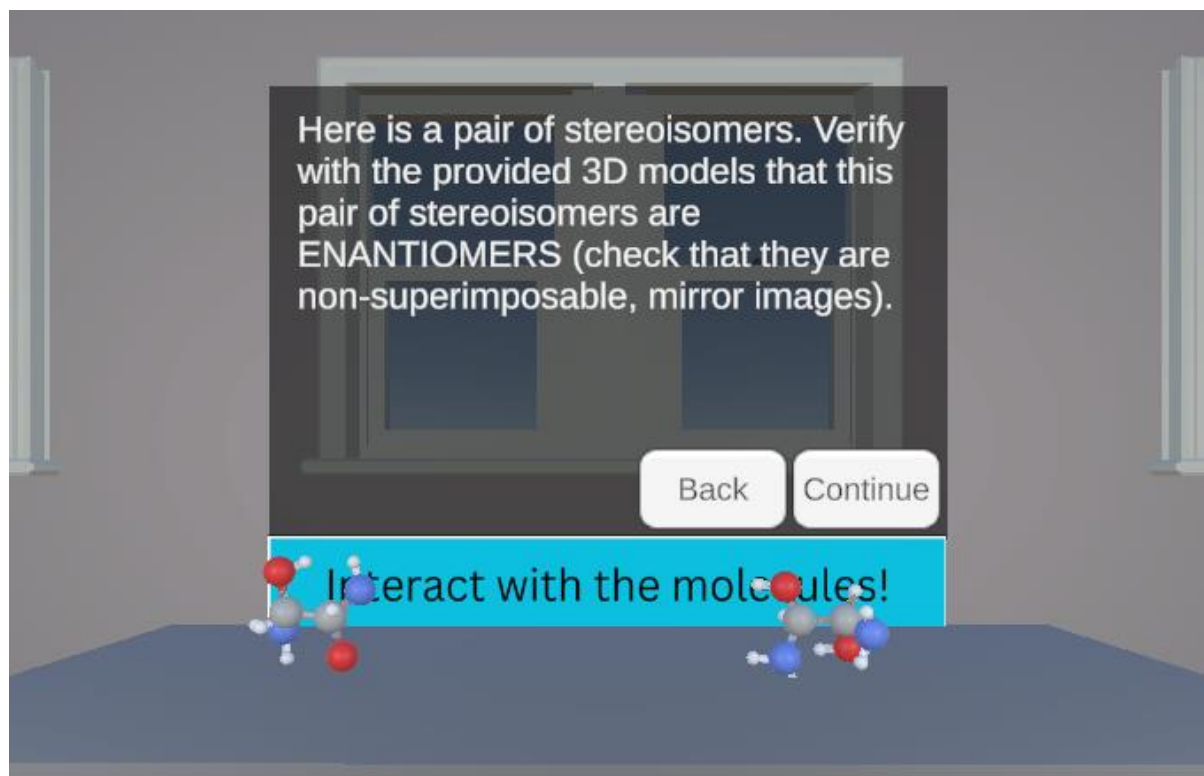 Here is a pair of stereoisomers. Verify
with the provided 3D models that this
pair of stereoisomers are
ENANTIOMERS (check that they are
non-superimposable, mirror images).
Back
Continue
Interact with the molecules!